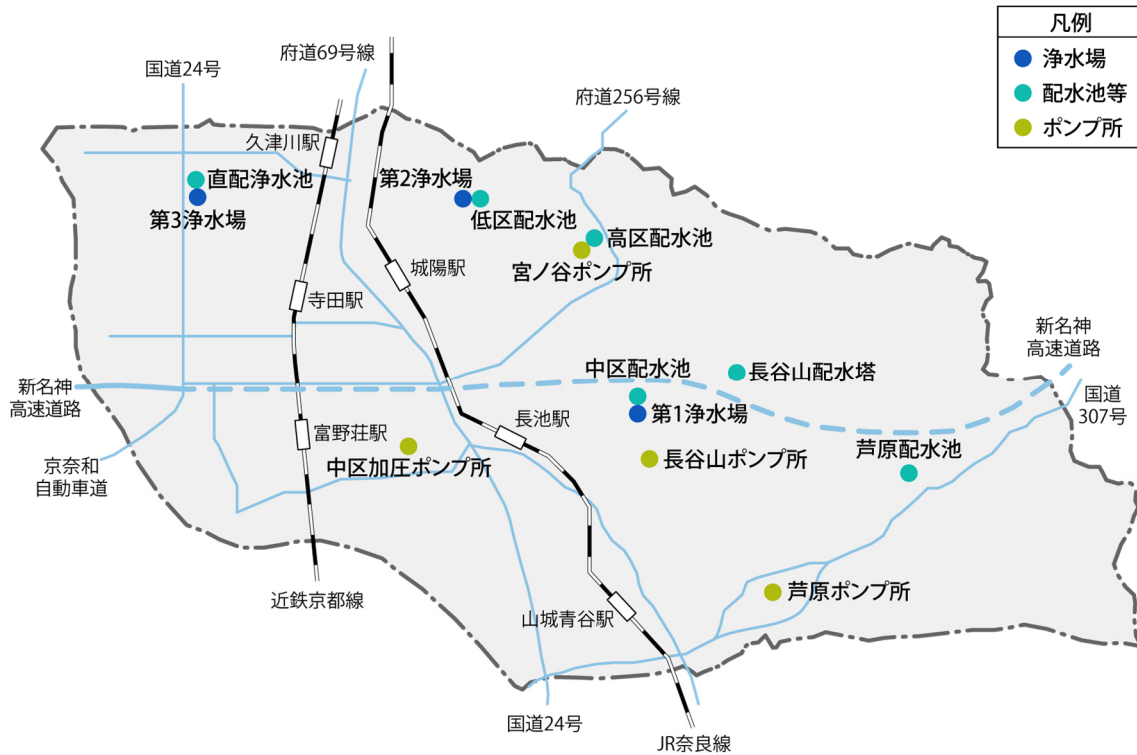 凡例
浄水場
配水池等
ポンプ所
国道24号
府道69号線
府道256号線
久津川駅
直配浄水池
第3浄水場
第2浄水場
低区配水池
高区配水池
宮ノ谷ポンプ所
城陽駅
寺田駅
新名神
高速道路
新名神
高速道路
国道
307号
中区配水池
長谷山配水塔
第1浄水場
長池駅
富野荘駅
中区加圧ポンプ所
長谷山ポンプ所
芦原配水池
京奈和
自動車道
芦原ポンプ所
近鉄京都線
山城青谷駅
国道24号
JR奈良線